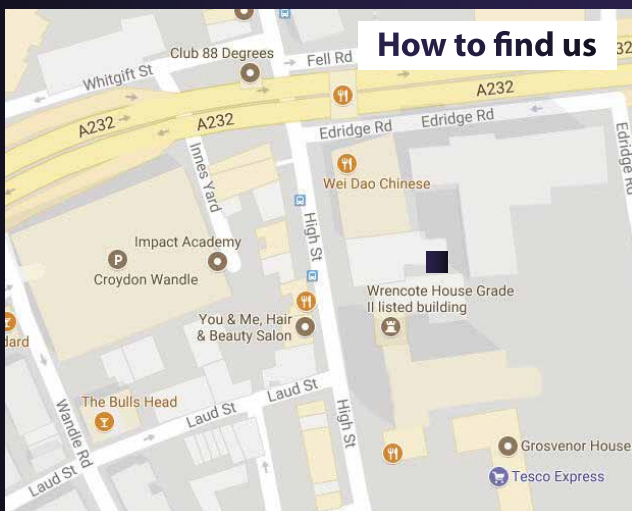 How to find us
Club 88 Degrees
Fell Rd
Whitgift St
A232
A232
A232
Edridge Rd
Edridge Rd
Edridge Rd
Innes Yard
Wei Dao Chinese
High St
Impact Academy
P
Croydon Wandle
Wrencote House Grade
II listed building
You & Me, Hair
& Beauty Salon
The Bulls Head
Laud St
Laud St
Wandle Rd
High St
Laud St
Grosvenor House
Tesco Express